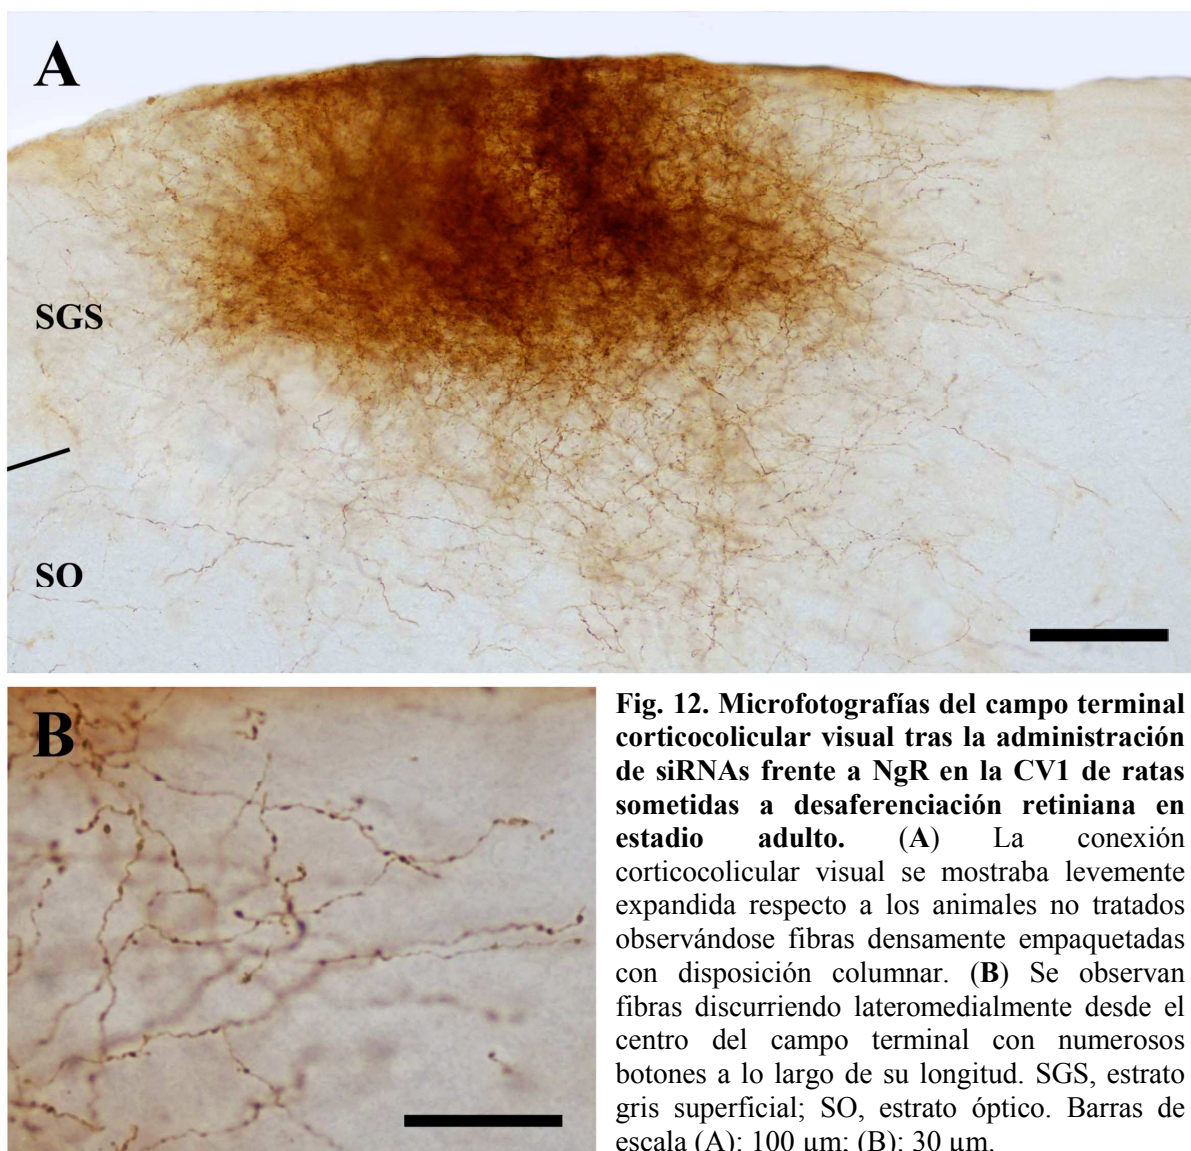 A
SGS
SO
B
Fig. 12. Microfotografías del campo terminal
corticocolicular visual tras la administración
de siRNAs frente a NgR en la CV1 de ratas
sometidas a desaferenciación retiniana en
estadio adulto. (A) La conexión
corticocolicular visual se mostraba levemente
expandida respecto a los animales no tratados
observándose fibras densamente empaquetadas
con disposición columnar. (B) Se observan
fibras discurriendo lateromedialmente desde el
centro del campo terminal con numerosos
botones a lo largo de su longitud. SGS, estrato
gris superficial; SO, estrato óptico. Barras de
escala (A): 100 µm; (B): 30 µm.